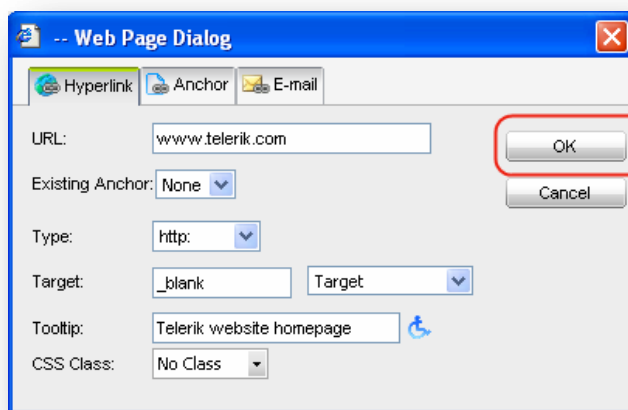 -- Web Page Dialog
Hyperlink Anchor E-mail
URL: www.telerik.com OK
Existing Anchor: None Cancel
Type: http:
Target: _blank Target
Tooltip: Telerik website homepage
CSS Class: No Class